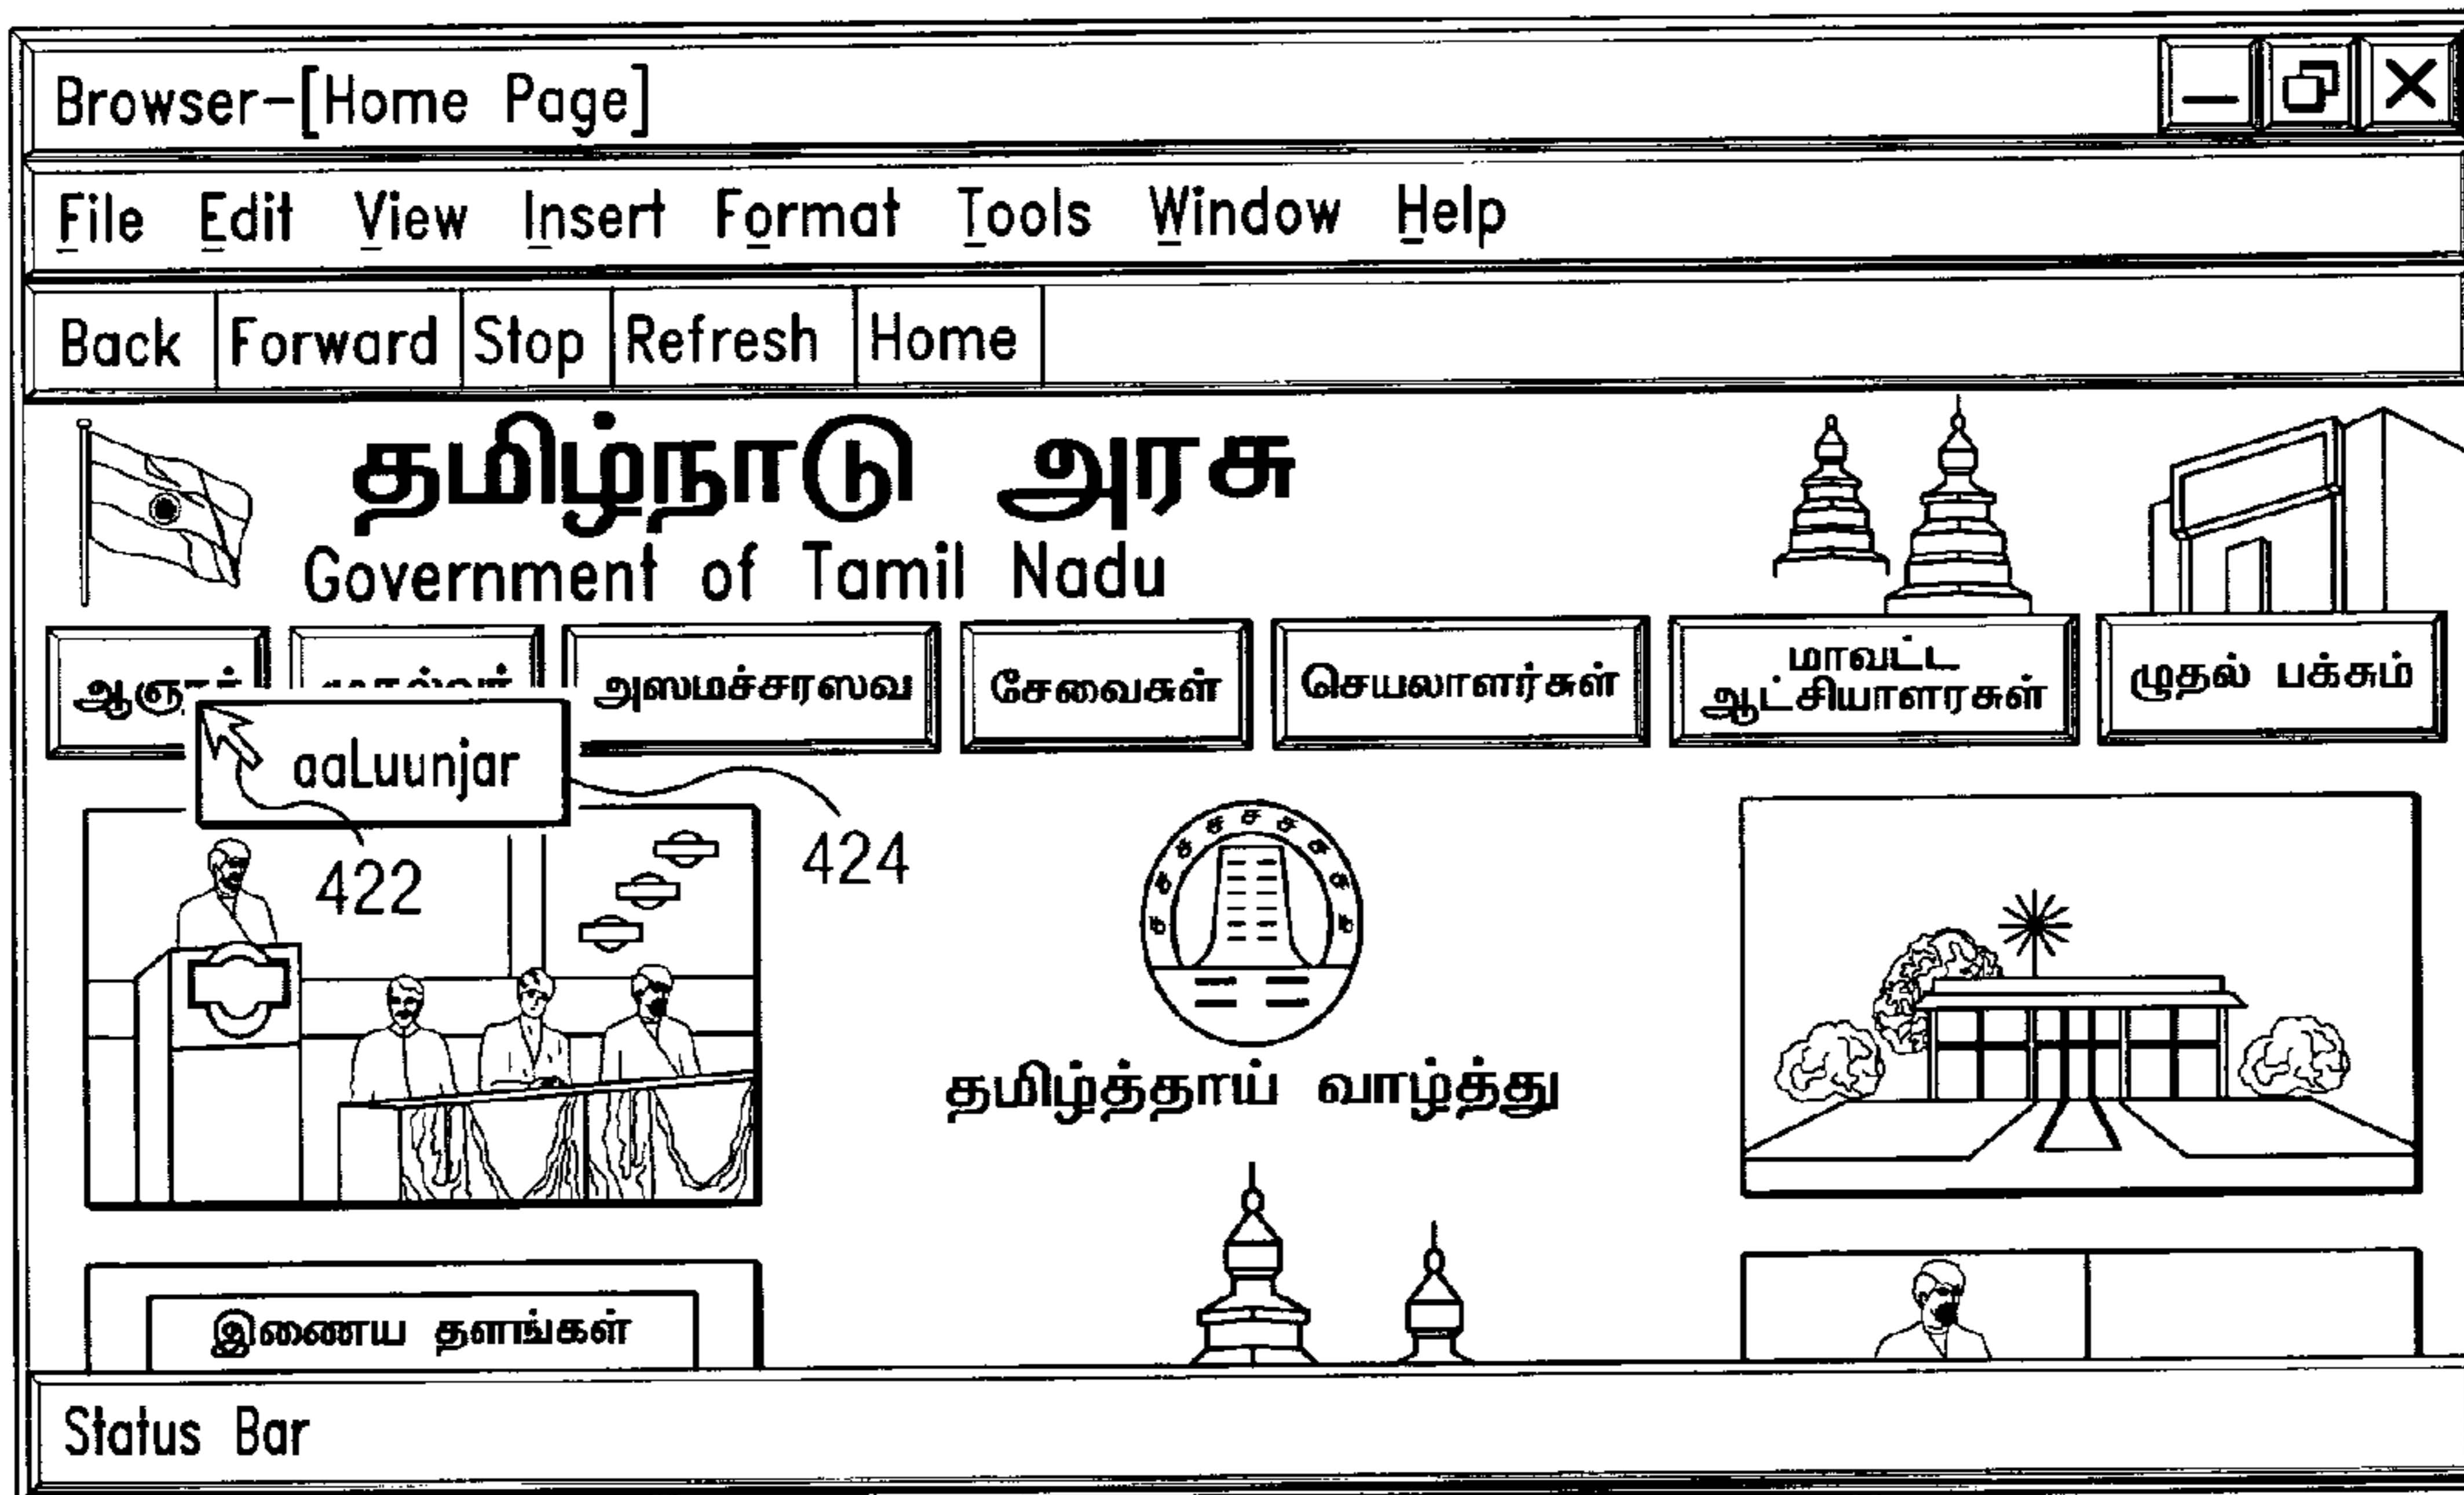 Browser-[Home Page]
File Edit View Insert Format Tools Window Help
Back Forward Stop Refresh Home
தமிழ்நாடு அரசு
Government of Tamil Nadu
அஸமச்சரஸவ சேவைசுள் செயலாளர்சுள் மாவட்ட ஆட்சியாளரசுள் முதல் பக்சும்
aaLuunjar
422
424
தமிழ்த்தாய் வாழ்த்து
இணைய தளங்கள்
Status Bar